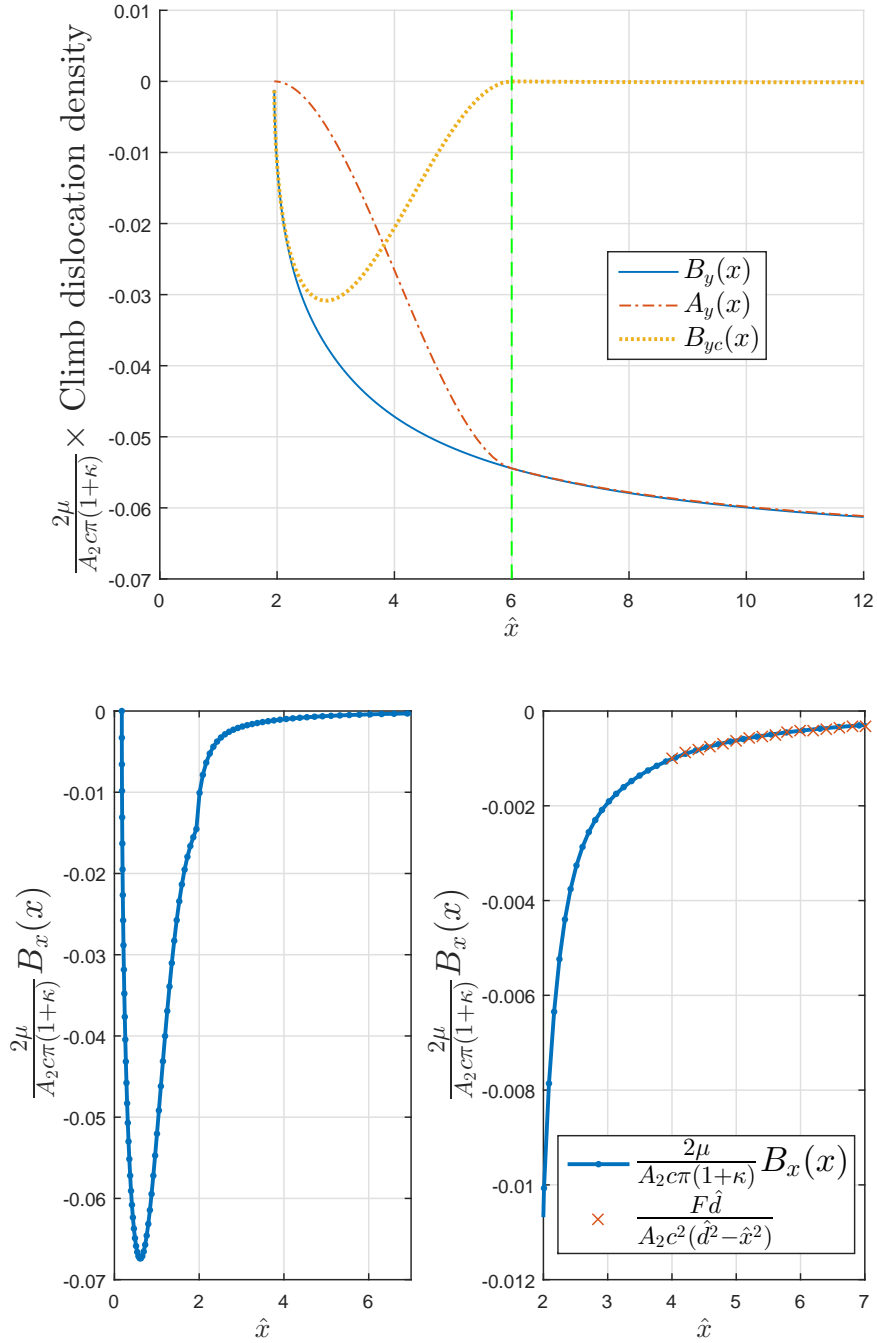 0.01
0
-0.01
-0.02
-0.03
-0.04
-0.05
-0.06
-0.07
0 2 4 6 8 10 12
x̂
2μ/(A₂cπ(1+κ)) × Climb dislocation density
B_y(x)
A_y(x)
B_yc(x)
0
-0.01
-0.02
-0.03
-0.04
-0.05
-0.06
-0.07
0 2 4 6
x̂
2μ/(A₂cπ(1+κ)) B_x(x)
0
-0.002
-0.004
-0.006
-0.008
-0.01
-0.012
2 3 4 5 6 7
x̂
2μ/(A₂cπ(1+κ)) B_x(x)
2μ/(A₂cπ(1+κ)) B_x(x)
Fd̂/(A₂c²(d̂²−x̂²))